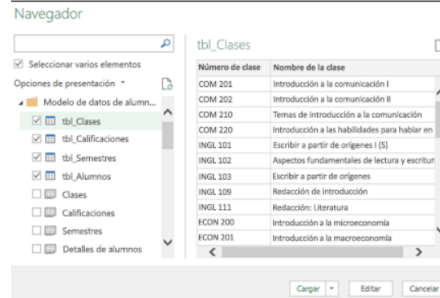 Navegador
Seleccionar varios elementos
Opciones de presentación
Modelo de datos de alumn...
tbl_Clases
tbl_Calificaciones
tbl_Semestres
tbl_Alumnos
Clases
Calificaciones
Semestres
Detalles de alumnos
tbl_Clases
Número de clase Nombre de la clase
COM 201 Introducción a la comunicación I
COM 202 Introducción a la comunicación II
COM 210 Temas de introducción a la comunicación
COM 220 Introducción a las habilidades para hablar en
INGL 101 Escribir a partir de orígenes I (S)
INGL 102 Aspectos fundamentales de lectura y escritur
INGL 103 Escribir a partir de orígenes
INGL 109 Redacción de introducción
INGL 111 Redacción: Literatura
ECON 200 Introducción a la microeconomía
ECON 201 Introducción a la macroeconomía
Cargar Editar Cancelar